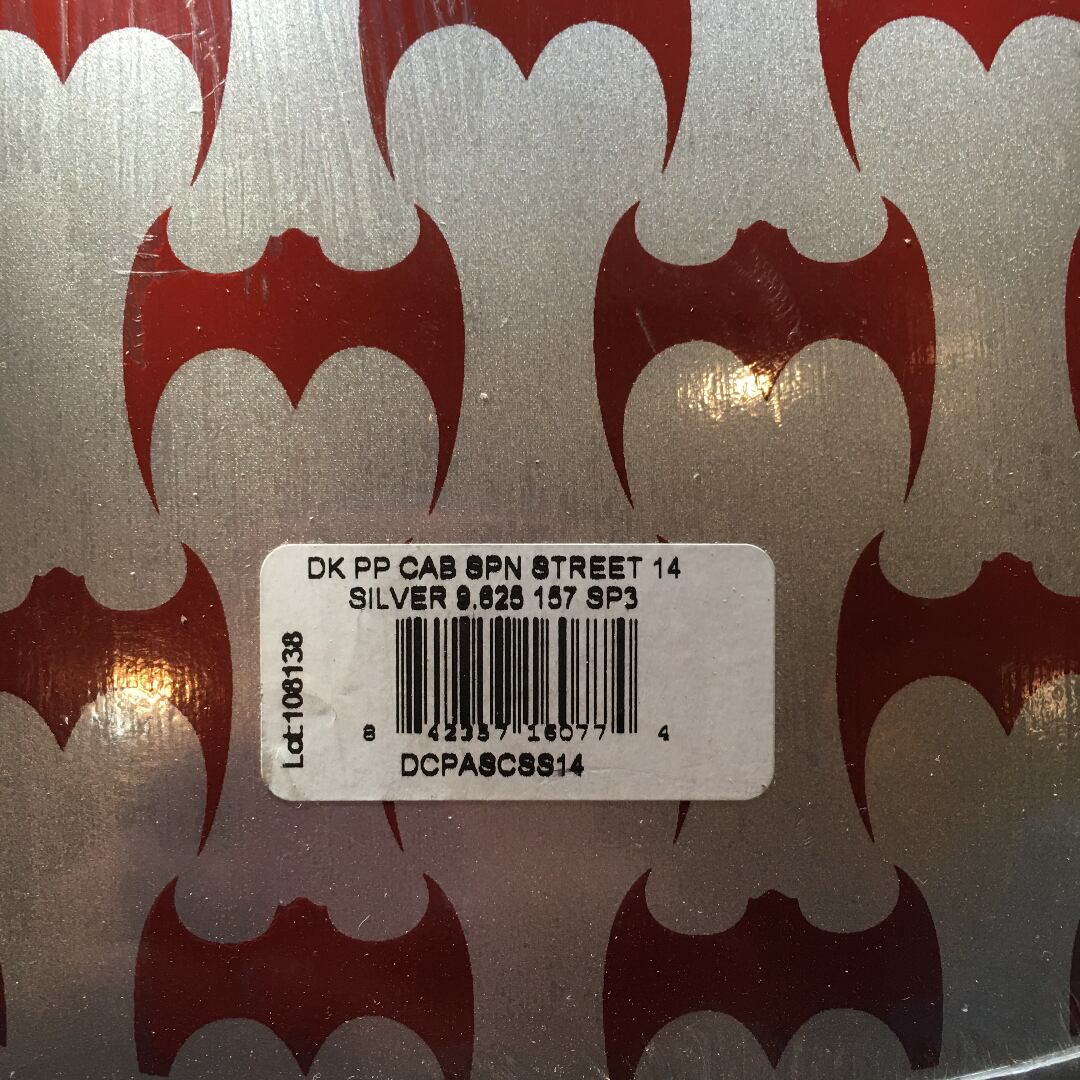 DK PP CAB SPN STREET 14
SILVER 9.625 157 SP3
Lot:108138
8 42357 16077 4
DCPASCSS14